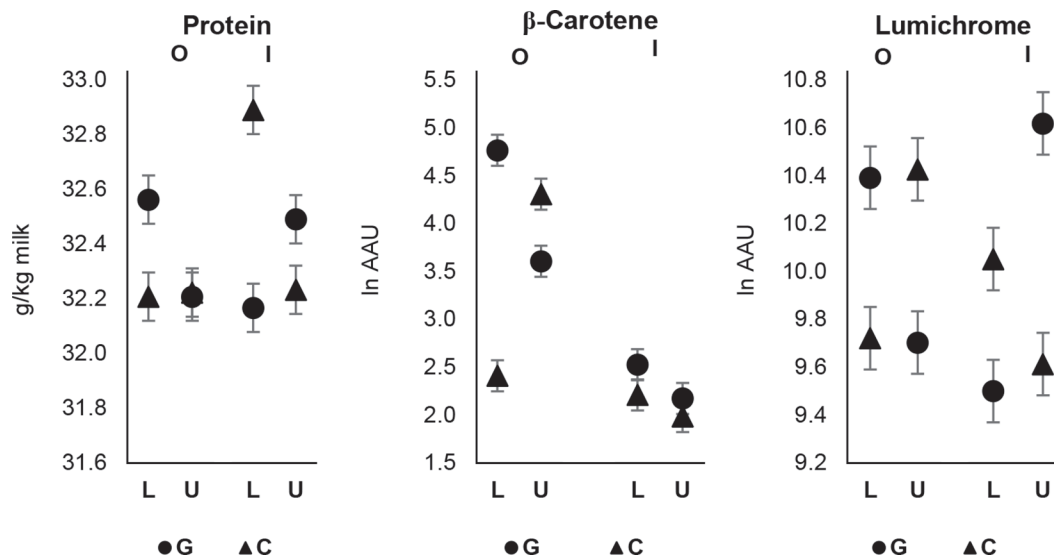 Protein
O I
33.0
32.8
32.6
32.4
32.2
32.0
31.8
31.6
g/kg milk
L U L U
● G ▲ C
β-Carotene
O I
5.5
5.0
4.5
4.0
3.5
3.0
2.5
2.0
1.5
ln AAU
L U L U
● G ▲ C
Lumichrome
O I
10.8
10.6
10.4
10.2
10.0
9.8
9.6
9.4
9.2
ln AAU
L U L U
● G ▲ C